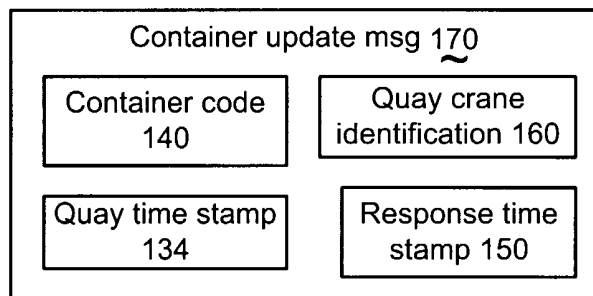 Container update msg 170
Container code
140
Quay crane
identification 160
Quay time stamp
134
Response time
stamp 150